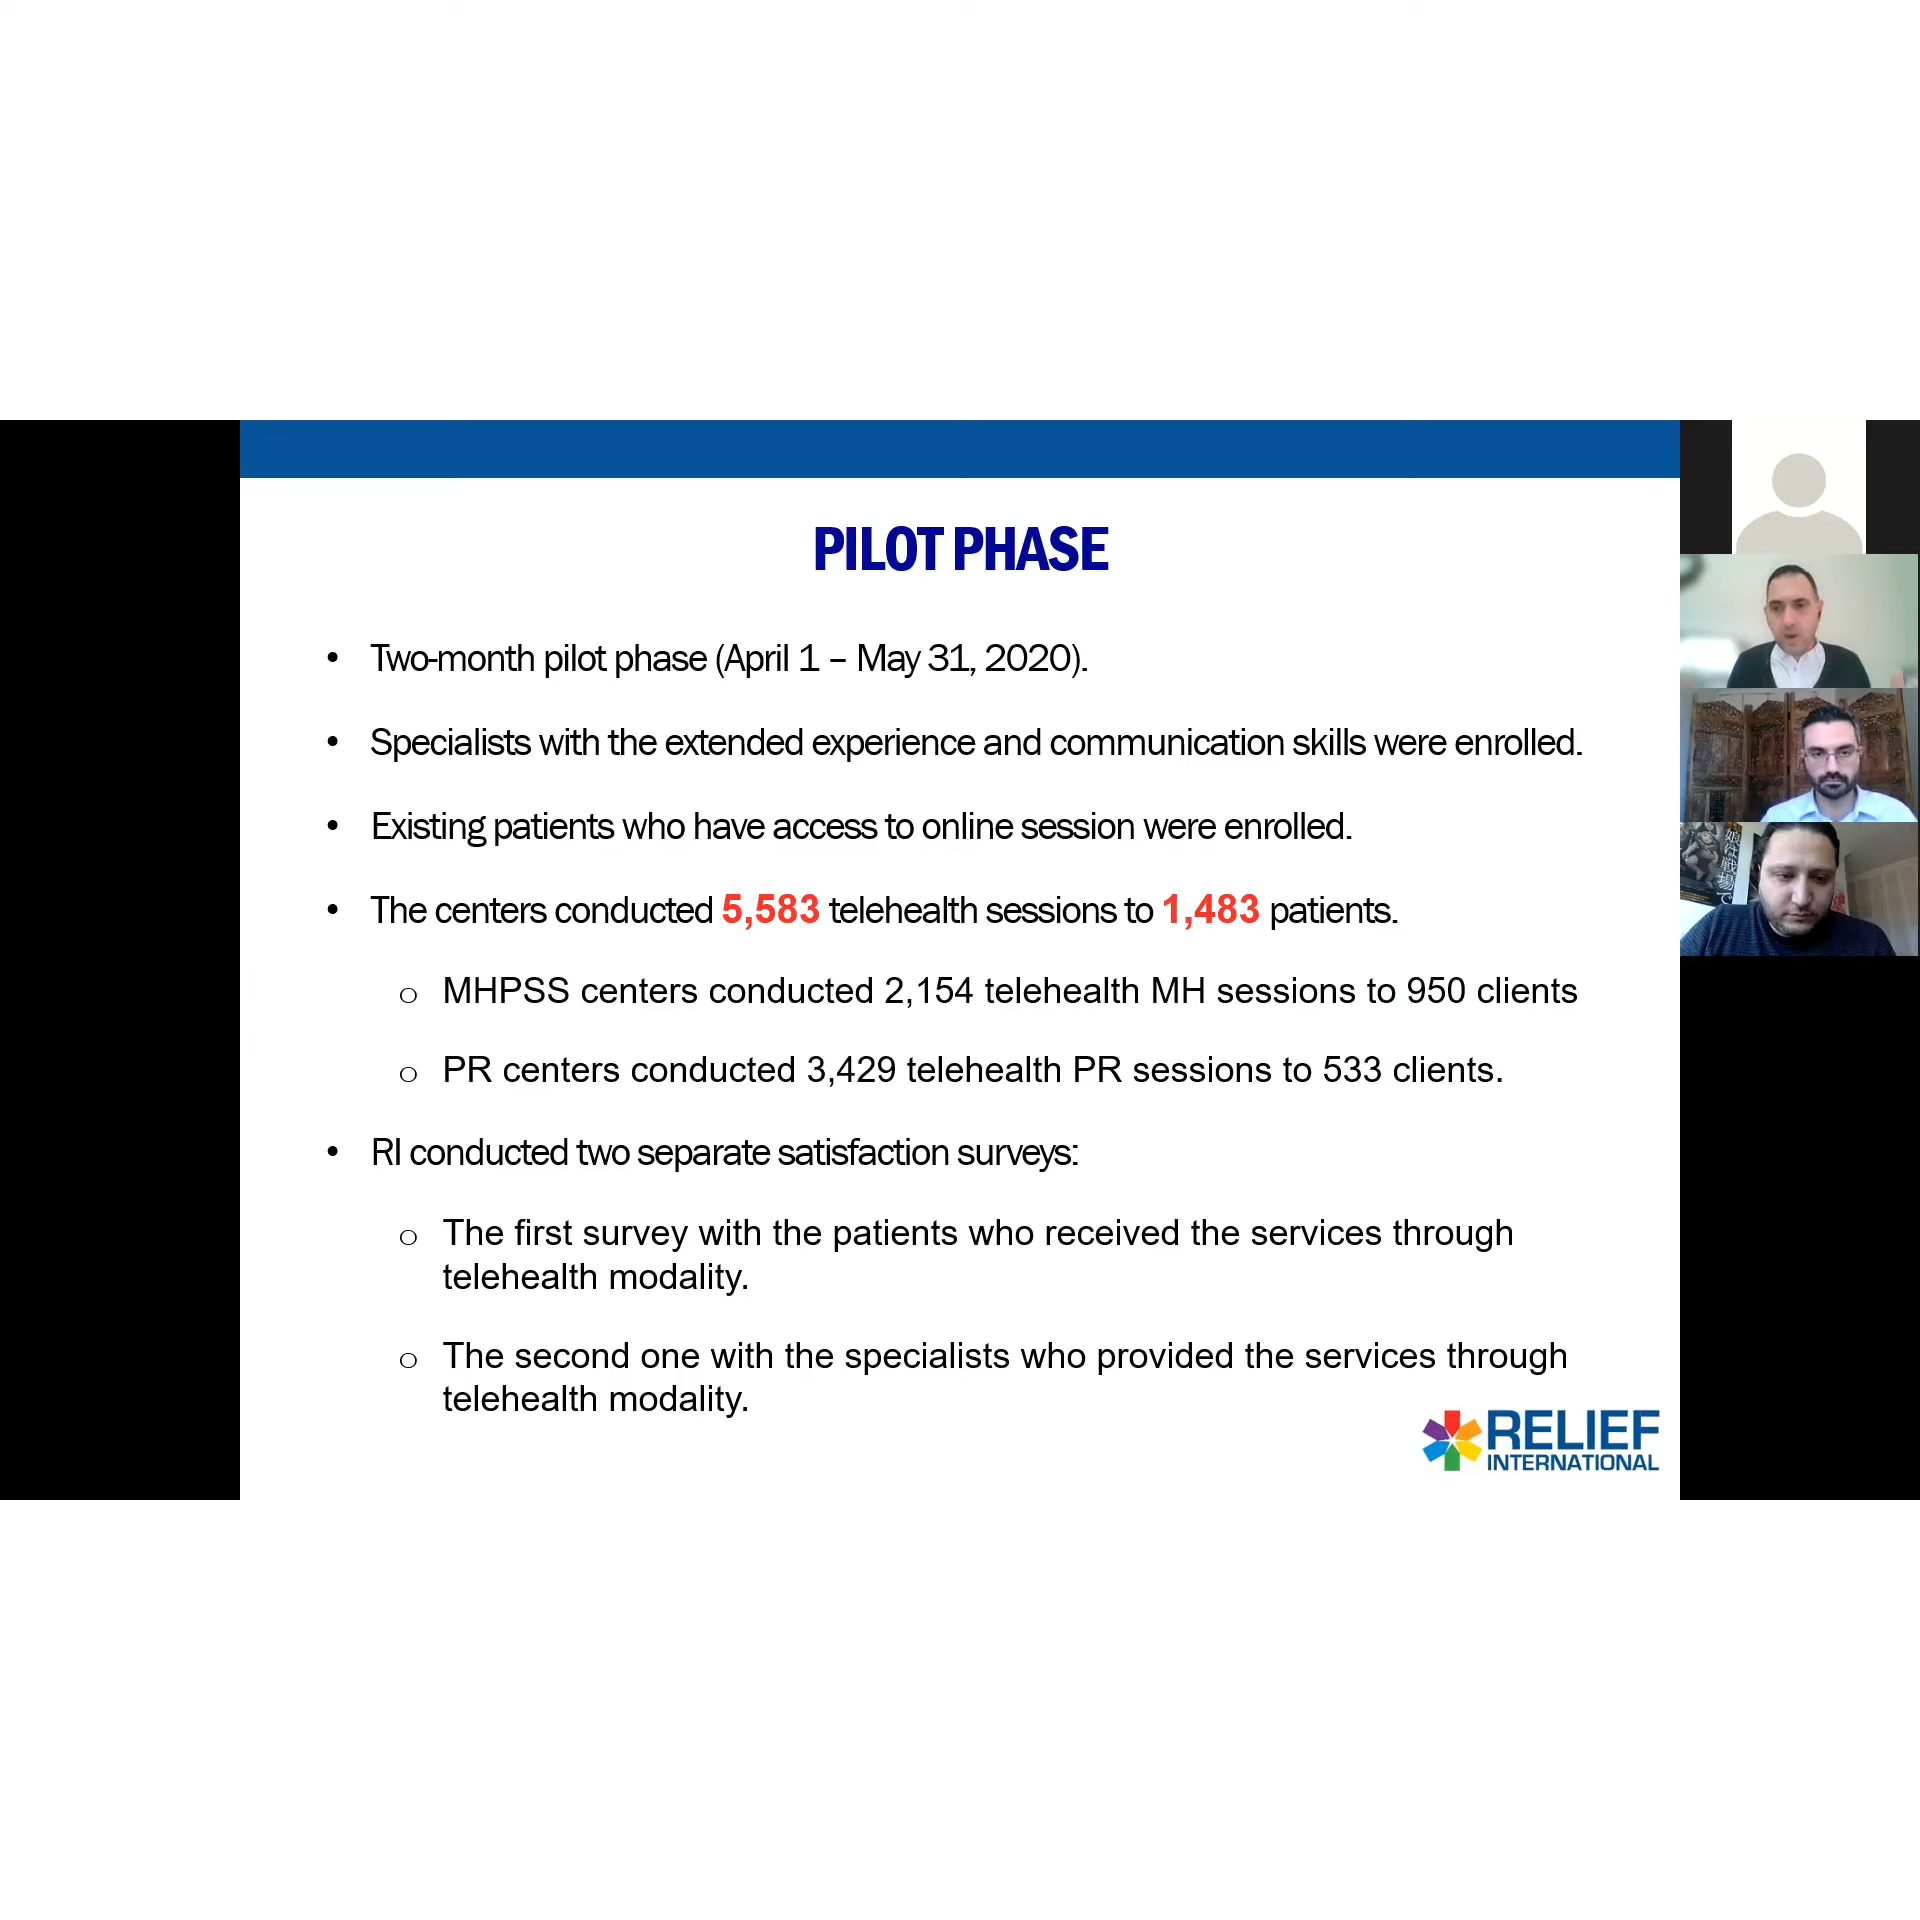 PILOT PHASE
• Two-month pilot phase (April 1 – May 31, 2020).
• Specialists with the extended experience and communication skills were enrolled.
• Existing patients who have access to online session were enrolled.
• The centers conducted 5,583 telehealth sessions to 1,483 patients.
o MHPSS centers conducted 2,154 telehealth MH sessions to 950 clients
o PR centers conducted 3,429 telehealth PR sessions to 533 clients.
• RI conducted two separate satisfaction surveys:
o The first survey with the patients who received the services through
telehealth modality.
o The second one with the specialists who provided the services through
telehealth modality.
RELIEF
INTERNATIONAL
娘は戦場で